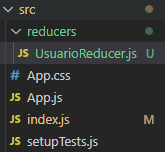 src
reducers
JS UsuarioReducer.js U
# App.css
JS App.js
JS index.js M
JS setupTests.js